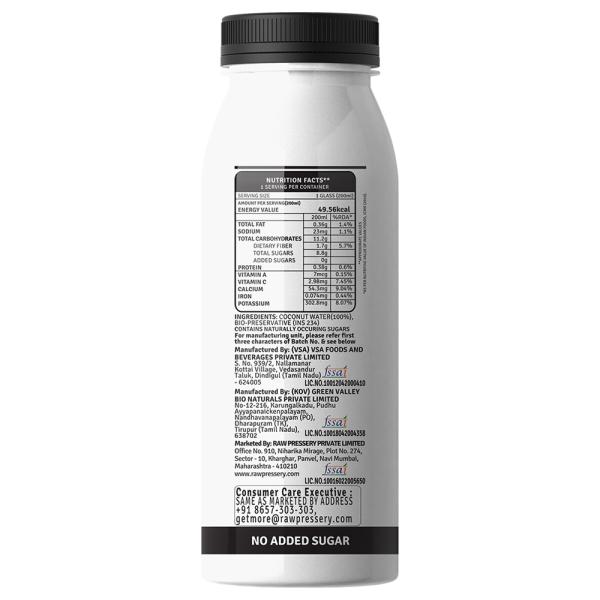 NUTRITION FACTS**
1 SERVING PER CONTAINER
SERVING SIZE 1 GLASS (200ml)
AMOUNT PER SERVING(200ml)
ENERGY VALUE 49.56kcal
200ml %RDA*
TOTAL FAT 0.36g 1.4%
SODIUM 23mg 1.1%
TOTAL CARBOHYDRATES 11.2g
DIETARY FIBER 1.7g 5.7%
TOTAL SUGARS 8.8g
ADDED SUGARS 0g
PROTEIN 0.38g 0.6%
VITAMIN A 7mcg 0.15%
VITAMIN C 2.98mg 7.45%
CALCIUM 54.3mg 9.04%
IRON 0.074mg 0.44%
POTASSIUM 302.8mg 8.07%
**APPROXIMATE VALUES
INGREDIENTS: COCONUT WATER(100%),
BIO-PRESERVATIVE (INS 234)
CONTAINS NATURALLY OCCURING SUGARS
For manufacturing unit, please refer first
three characters of Batch No. & see below
Manufactured By: (VSA) VSA FOODS AND
BEVERAGES PRIVATE LIMITED
S. No. 939/2, Nallamanar
Kottai Village, Vedasandur
Taluk, Dindigul (Tamil Nadu) fssai
- 624005 LIC.NO.10012042000410
Manufactured By: (KOV) GREEN VALLEY
BIO NATURALS PRIVATE LIMITED
No-12-216, Karungalkadu, Pudhu
Ayyapanaickenpalayam,
Nandhavanapalayam (PO),
Dharapuram (TK), fssai
Tirupur (Tamil Nadu),
638702 LIC.NO.10018042004358
Marketed By: RAW PRESSERY PRIVATE LIMITED
Office No. 910, Niharika Mirage, Plot No. 274,
Sector - 10, Kharghar, Panvel, Navi Mumbai,
Maharashtra - 410210 fssai
www.rawpressery.com
LIC.NO.10016022005650
Consumer Care Executive :
SAME AS MARKETED BY ADDRESS
+91 8657-303-303,
getmore@rawpressery.com
NO ADDED SUGAR